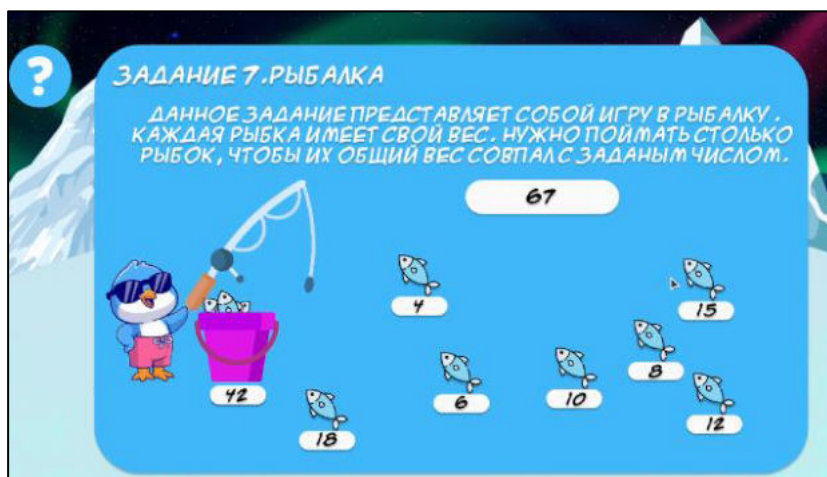 ?
ЗАДАНИЕ 7.РЫБАЛКА
ДАННОЕ ЗАДАНИЕ ПРЕДСТАВЛЯЕТ СОБОЙ ИГРУ В РЫБАЛКУ.
КАЖДАЯ РЫБКА ИМЕЕТ СВОЙ ВЕС. НУЖНО ПОЙМАТЬ СТОЛЬКО
РЫБОК, ЧТОБЫ ИХ ОБЩИЙ ВЕС СОВПАЛ С ЗАДАНЫМ ЧИСЛОМ.
67
4
15
8
6
10
42
12
18